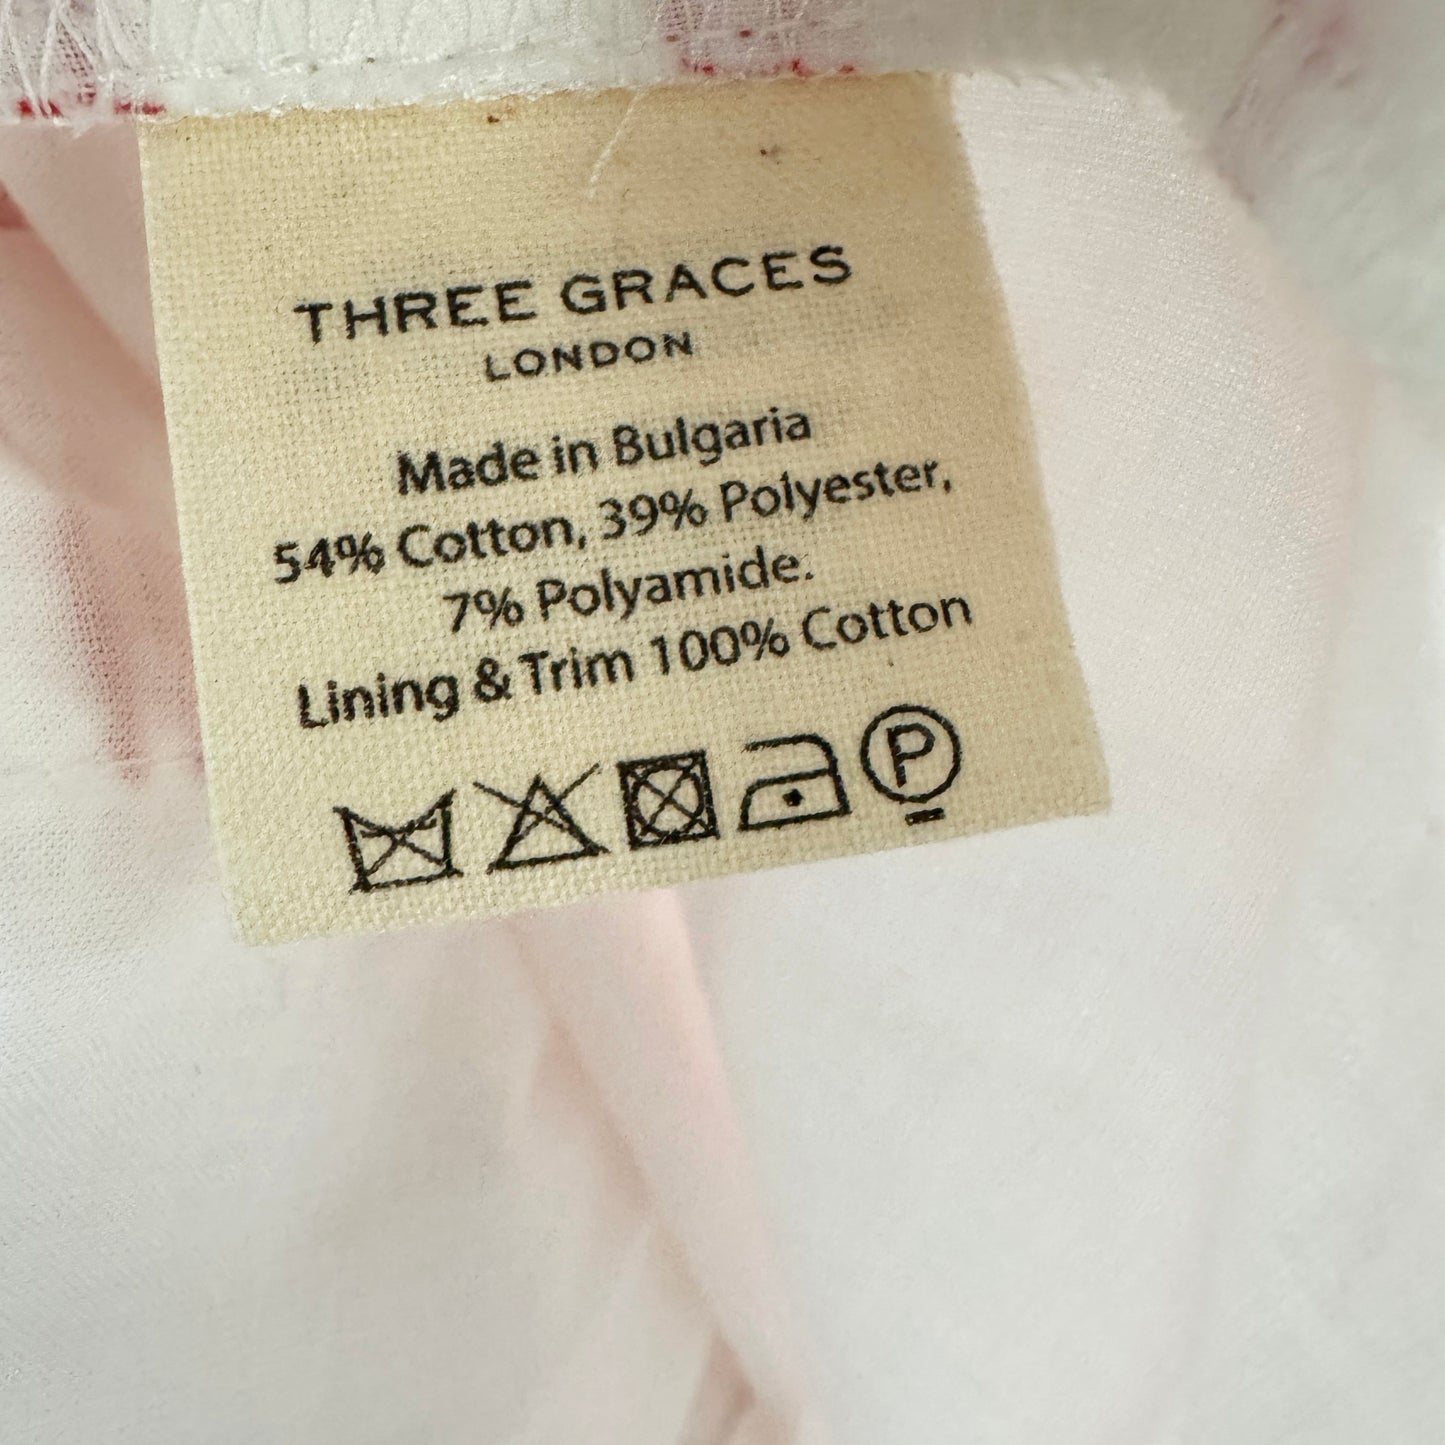 THREE GRACES
LONDON
Made in Bulgaria
54% Cotton, 39% Polyester,
7% Polyamide.
Lining & Trim 100% Cotton
P